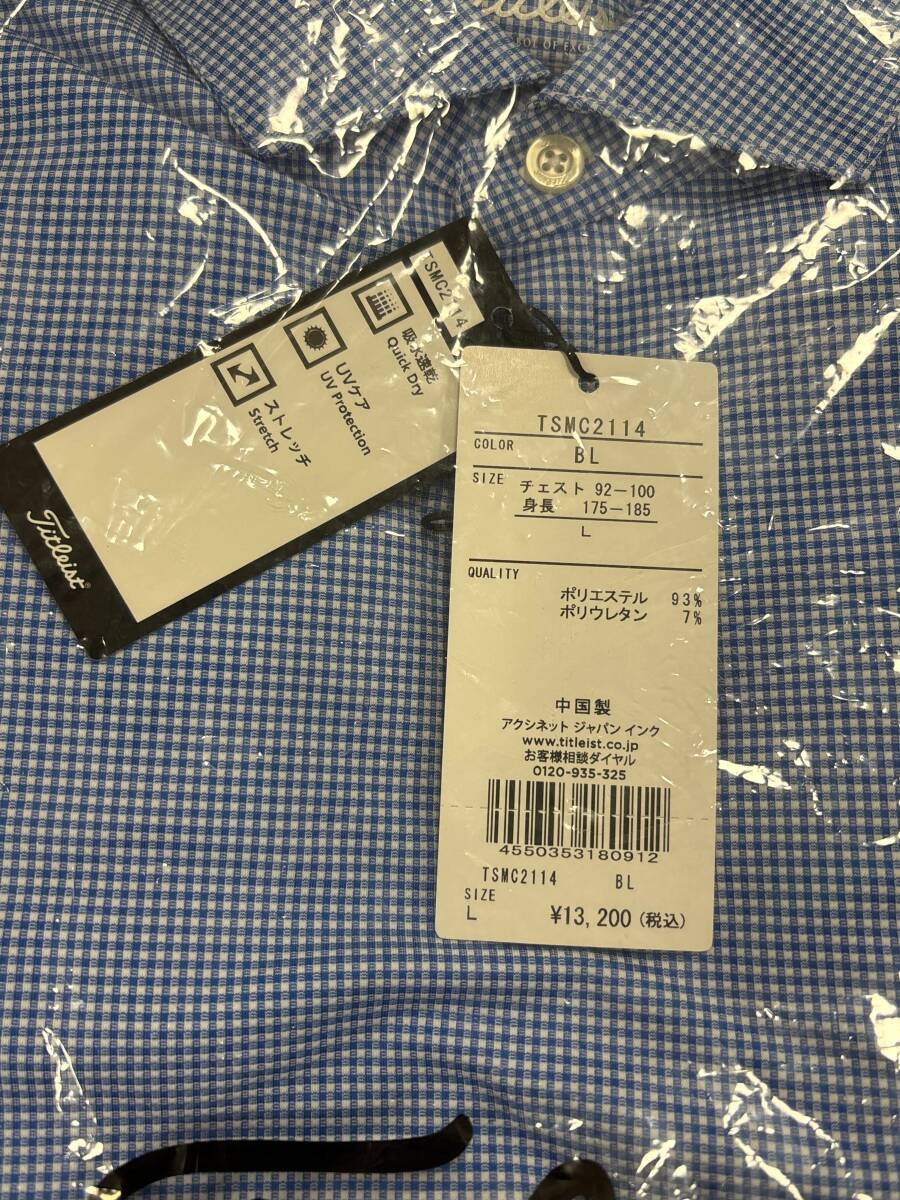 Titleist
TSMC2114
吸水速乾
Quick Dry
UVケア
UV Protection
ストレッチ
Stretch
Titleist
TSMC2114
COLOR BL
SIZE チェスト 92-100
身長 175-185
L
QUALITY
ポリエステル 93%
ポリウレタン 7%
中国製
アクシネット ジャパン インク
www.titleist.co.jp
お客様相談ダイヤル
0120-935-325
4550353180912
TSMC2114 BL
SIZE
L ¥13,200 (税込)